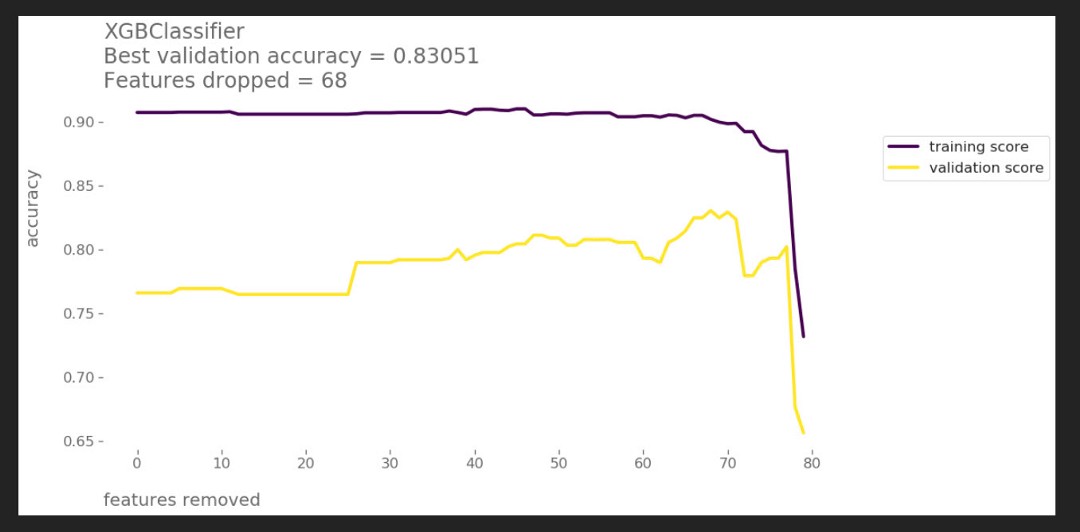 XGBClassifier
Best validation accuracy = 0.83051
Features dropped = 68
accuracy
0.90
0.85
0.80
0.75
0.70
0.65
0 10 20 30 40 50 60 70 80
features removed
training score
validation score